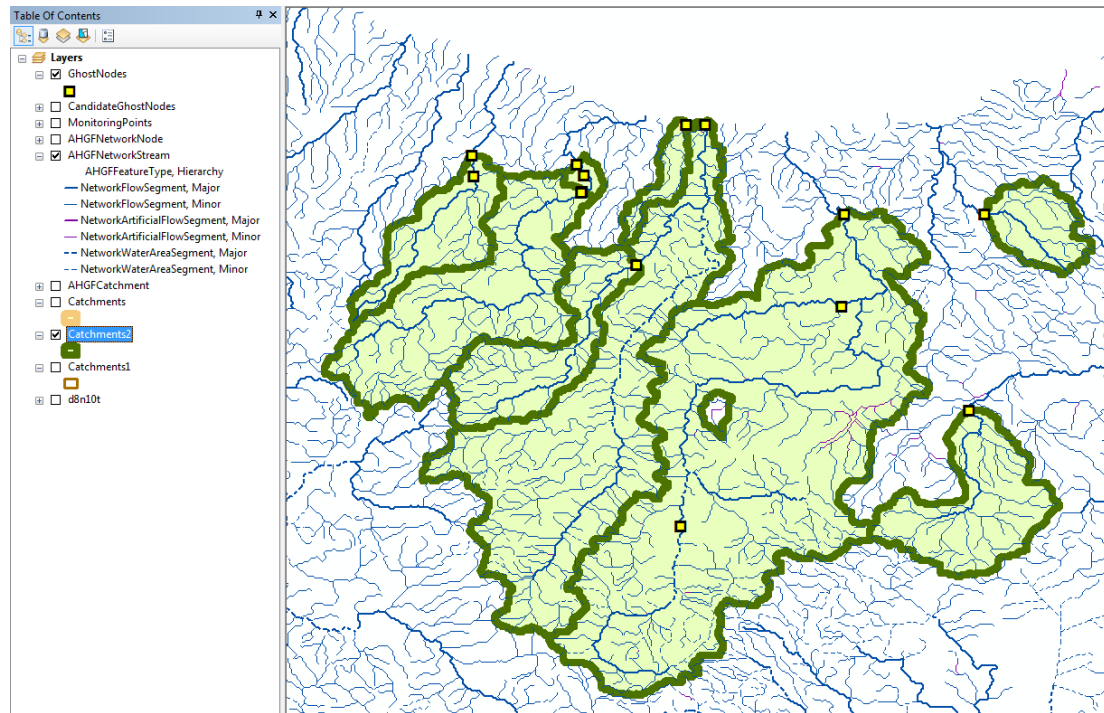 Table Of Contents
Layers
GhostNodes
CandidateGhostNodes
MonitoringPoints
AHGFNetworkNode
AHGFNetworkStream
AHGFFeatureType, Hierarchy
NetworkFlowSegment, Major
NetworkFlowSegment, Minor
NetworkArtificialFlowSegment, Major
NetworkArtificialFlowSegment, Minor
NetworkWaterAreaSegment, Major
NetworkWaterAreaSegment, Minor
AHGFCatchment
Catchments
Catchments2
Catchments1
d8n10t